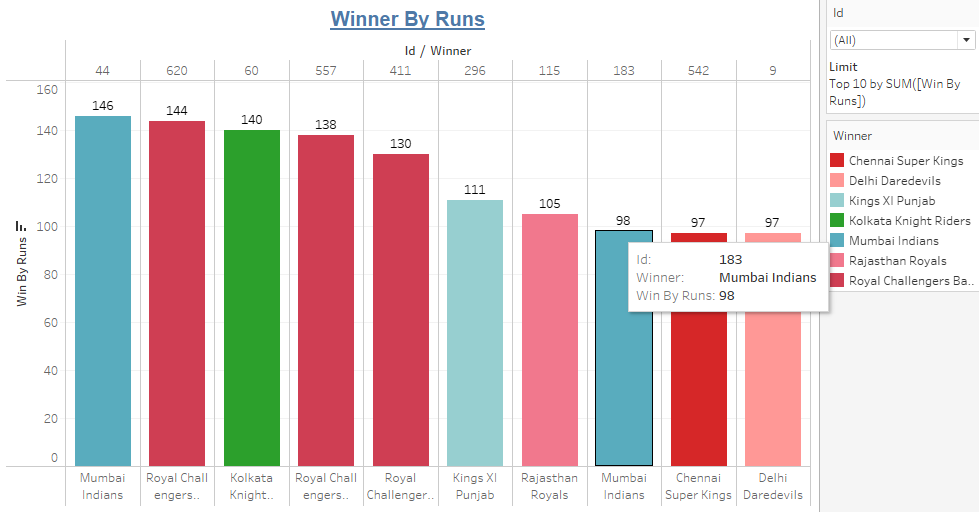 Winner By Runs
Id / Winner
44 620 60 557 411 296 115 183 542 9
Win By Runs
160
140
120
100
80
60
40
20
0
146 144 140 138 130 111 105 98 97 97
Id: 183
Winner: Mumbai Indians
Win By Runs: 98
Mumbai Royal Chall Kolkata Royal Chall Royal Kings XI Rajasthan Mumbai Chennai Delhi
Indians engers.. Knight.. engers.. Challenger.. Punjab Royals Indians Super Kings Daredevils
Id
(All)
Limit
Top 10 by SUM([Win By
Runs])
Winner
Chennai Super Kings
Delhi Daredevils
Kings XI Punjab
Kolkata Knight Riders
Mumbai Indians
Rajasthan Royals
Royal Challengers Ba..